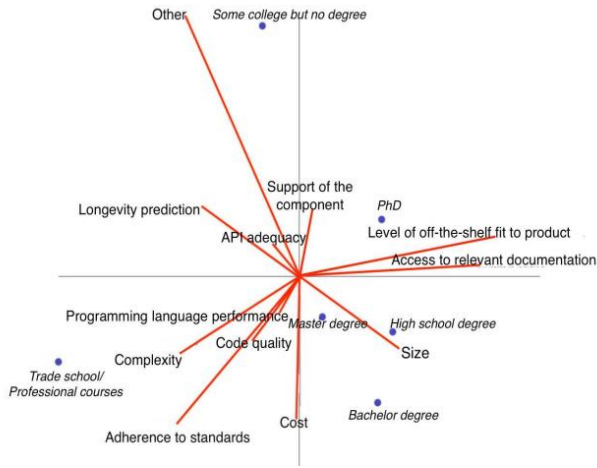 Other
Some college but no degree
Support of the
component
Longevity prediction
PhD
API adequacy
Level of off-the-shelf fit to product
Access to relevant documentation
Programming language performance
Master degree
High school degree
Code quality
Size
Complexity
Trade school/
Professional courses
Bachelor degree
Cost
Adherence to standards